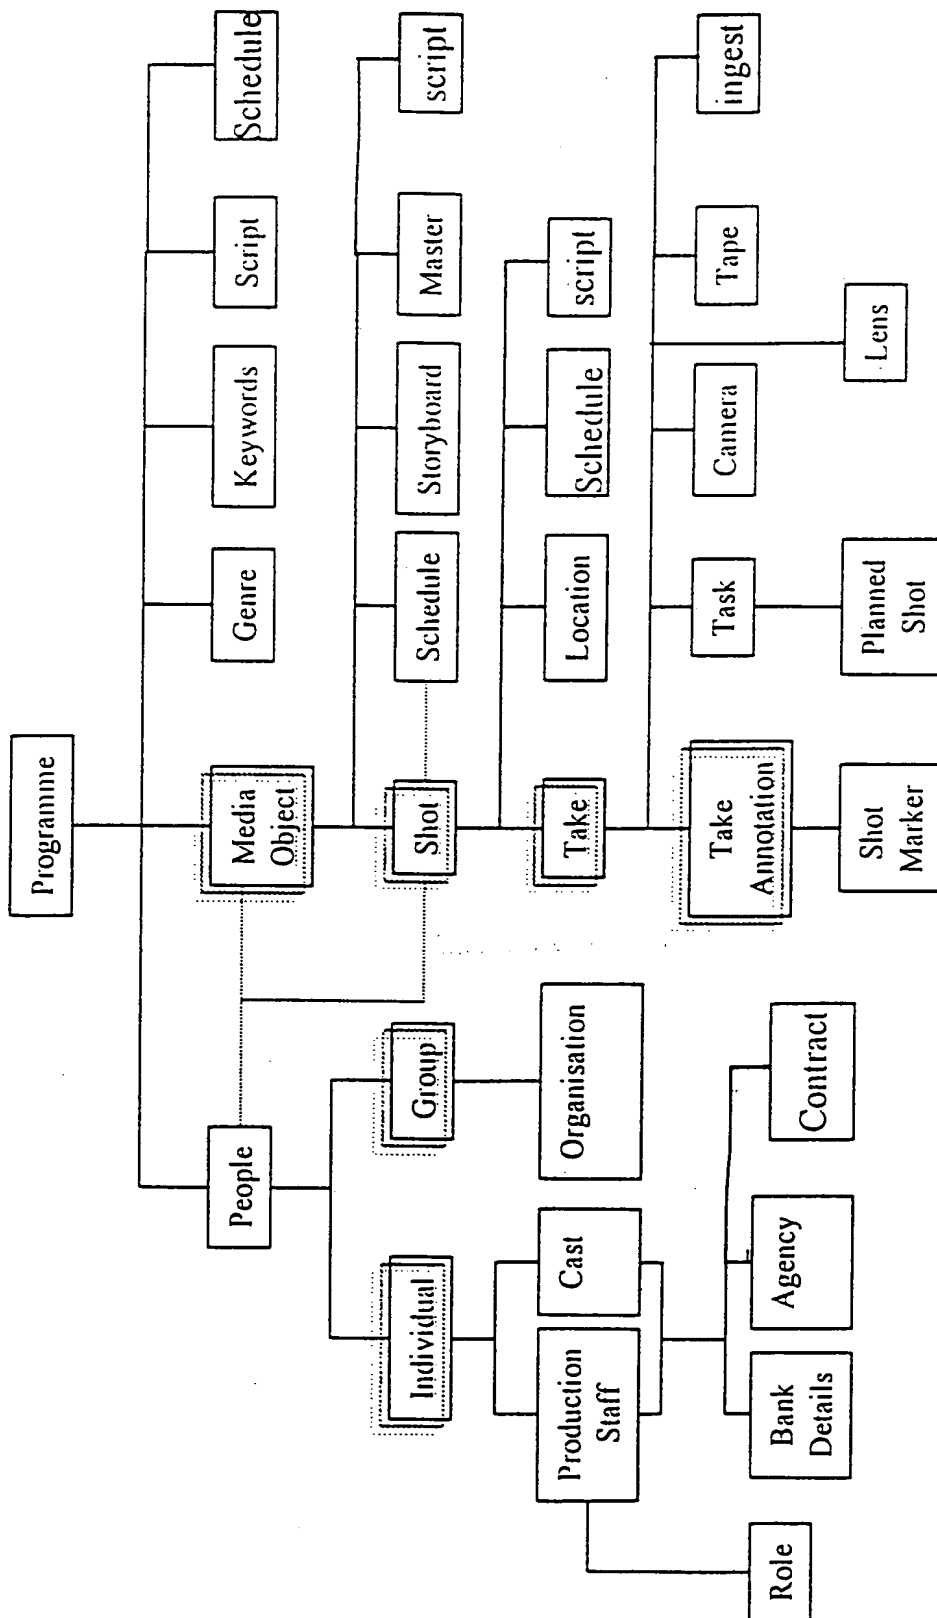 Programme
People
Media
Object
Genre
Keywords
Script
Schedule
Individual
Group
Shot
Schedule
Storyboard
Master
script
Production
Staff
Cast
Organisation
Take
Location
Schedule
script
Role
Bank
Details
Agency
Contract
Take
Annotation
Task
Camera
Tape
ingest
Shot
Marker
Planned
Shot
Lens